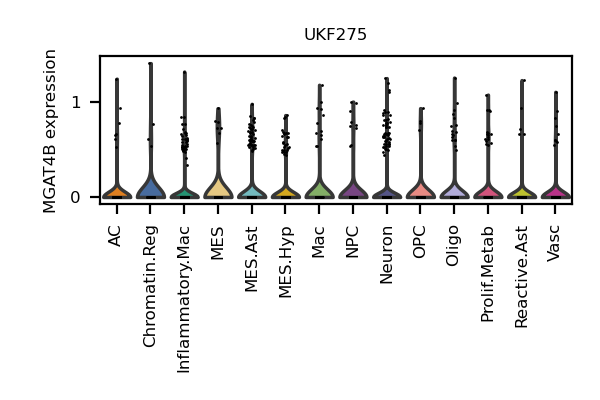 UKF275
MGAT4B expression
1
0
AC
Chromatin.Reg
Inflammatory.Mac
MES
MES.Ast
MES.Hyp
Mac
NPC
Neuron
OPC
Oligo
Prolif.Metab
Reactive.Ast
Vasc